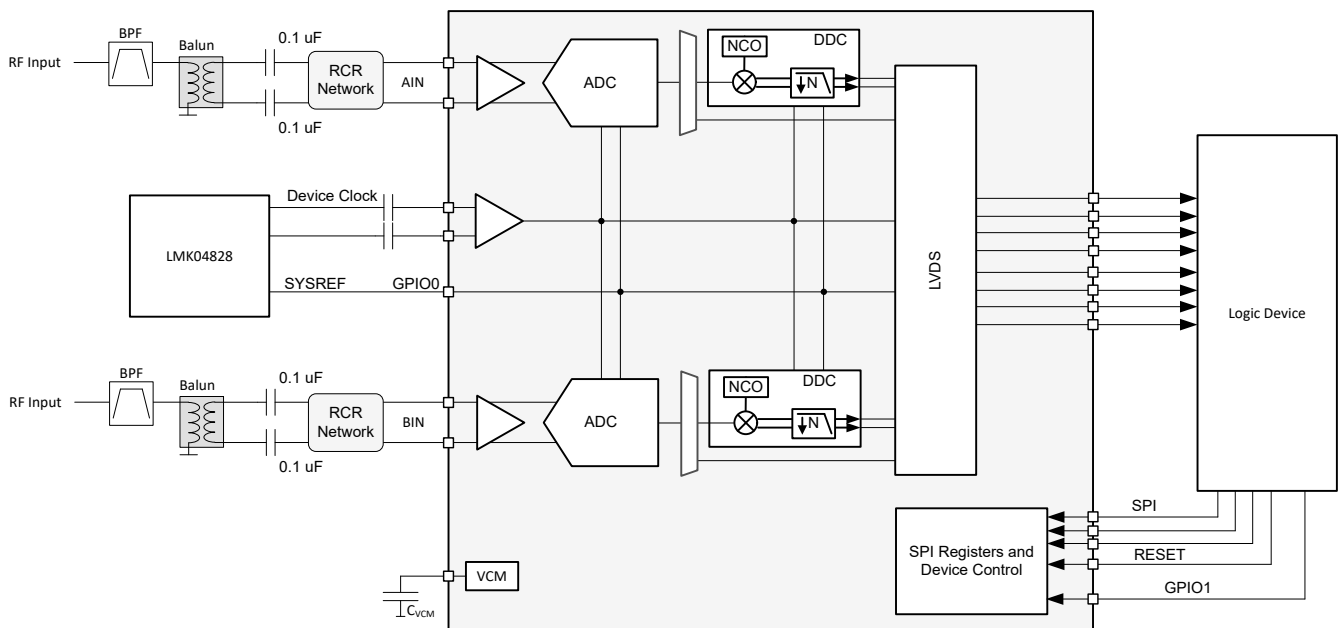 BPF
Balun
0.1 uF
RF Input
RCR
Network
AIN
0.1 uF
ADC
NCO
DDC
N
Device Clock
LMK04828
SYSREF
GPIO0
LVDS
Logic Device
BPF
Balun
0.1 uF
RF Input
RCR
Network
BIN
0.1 uF
ADC
NCO
DDC
N
SPI
SPI Registers and
Device Control
RESET
GPIO1
VCM
CVCM